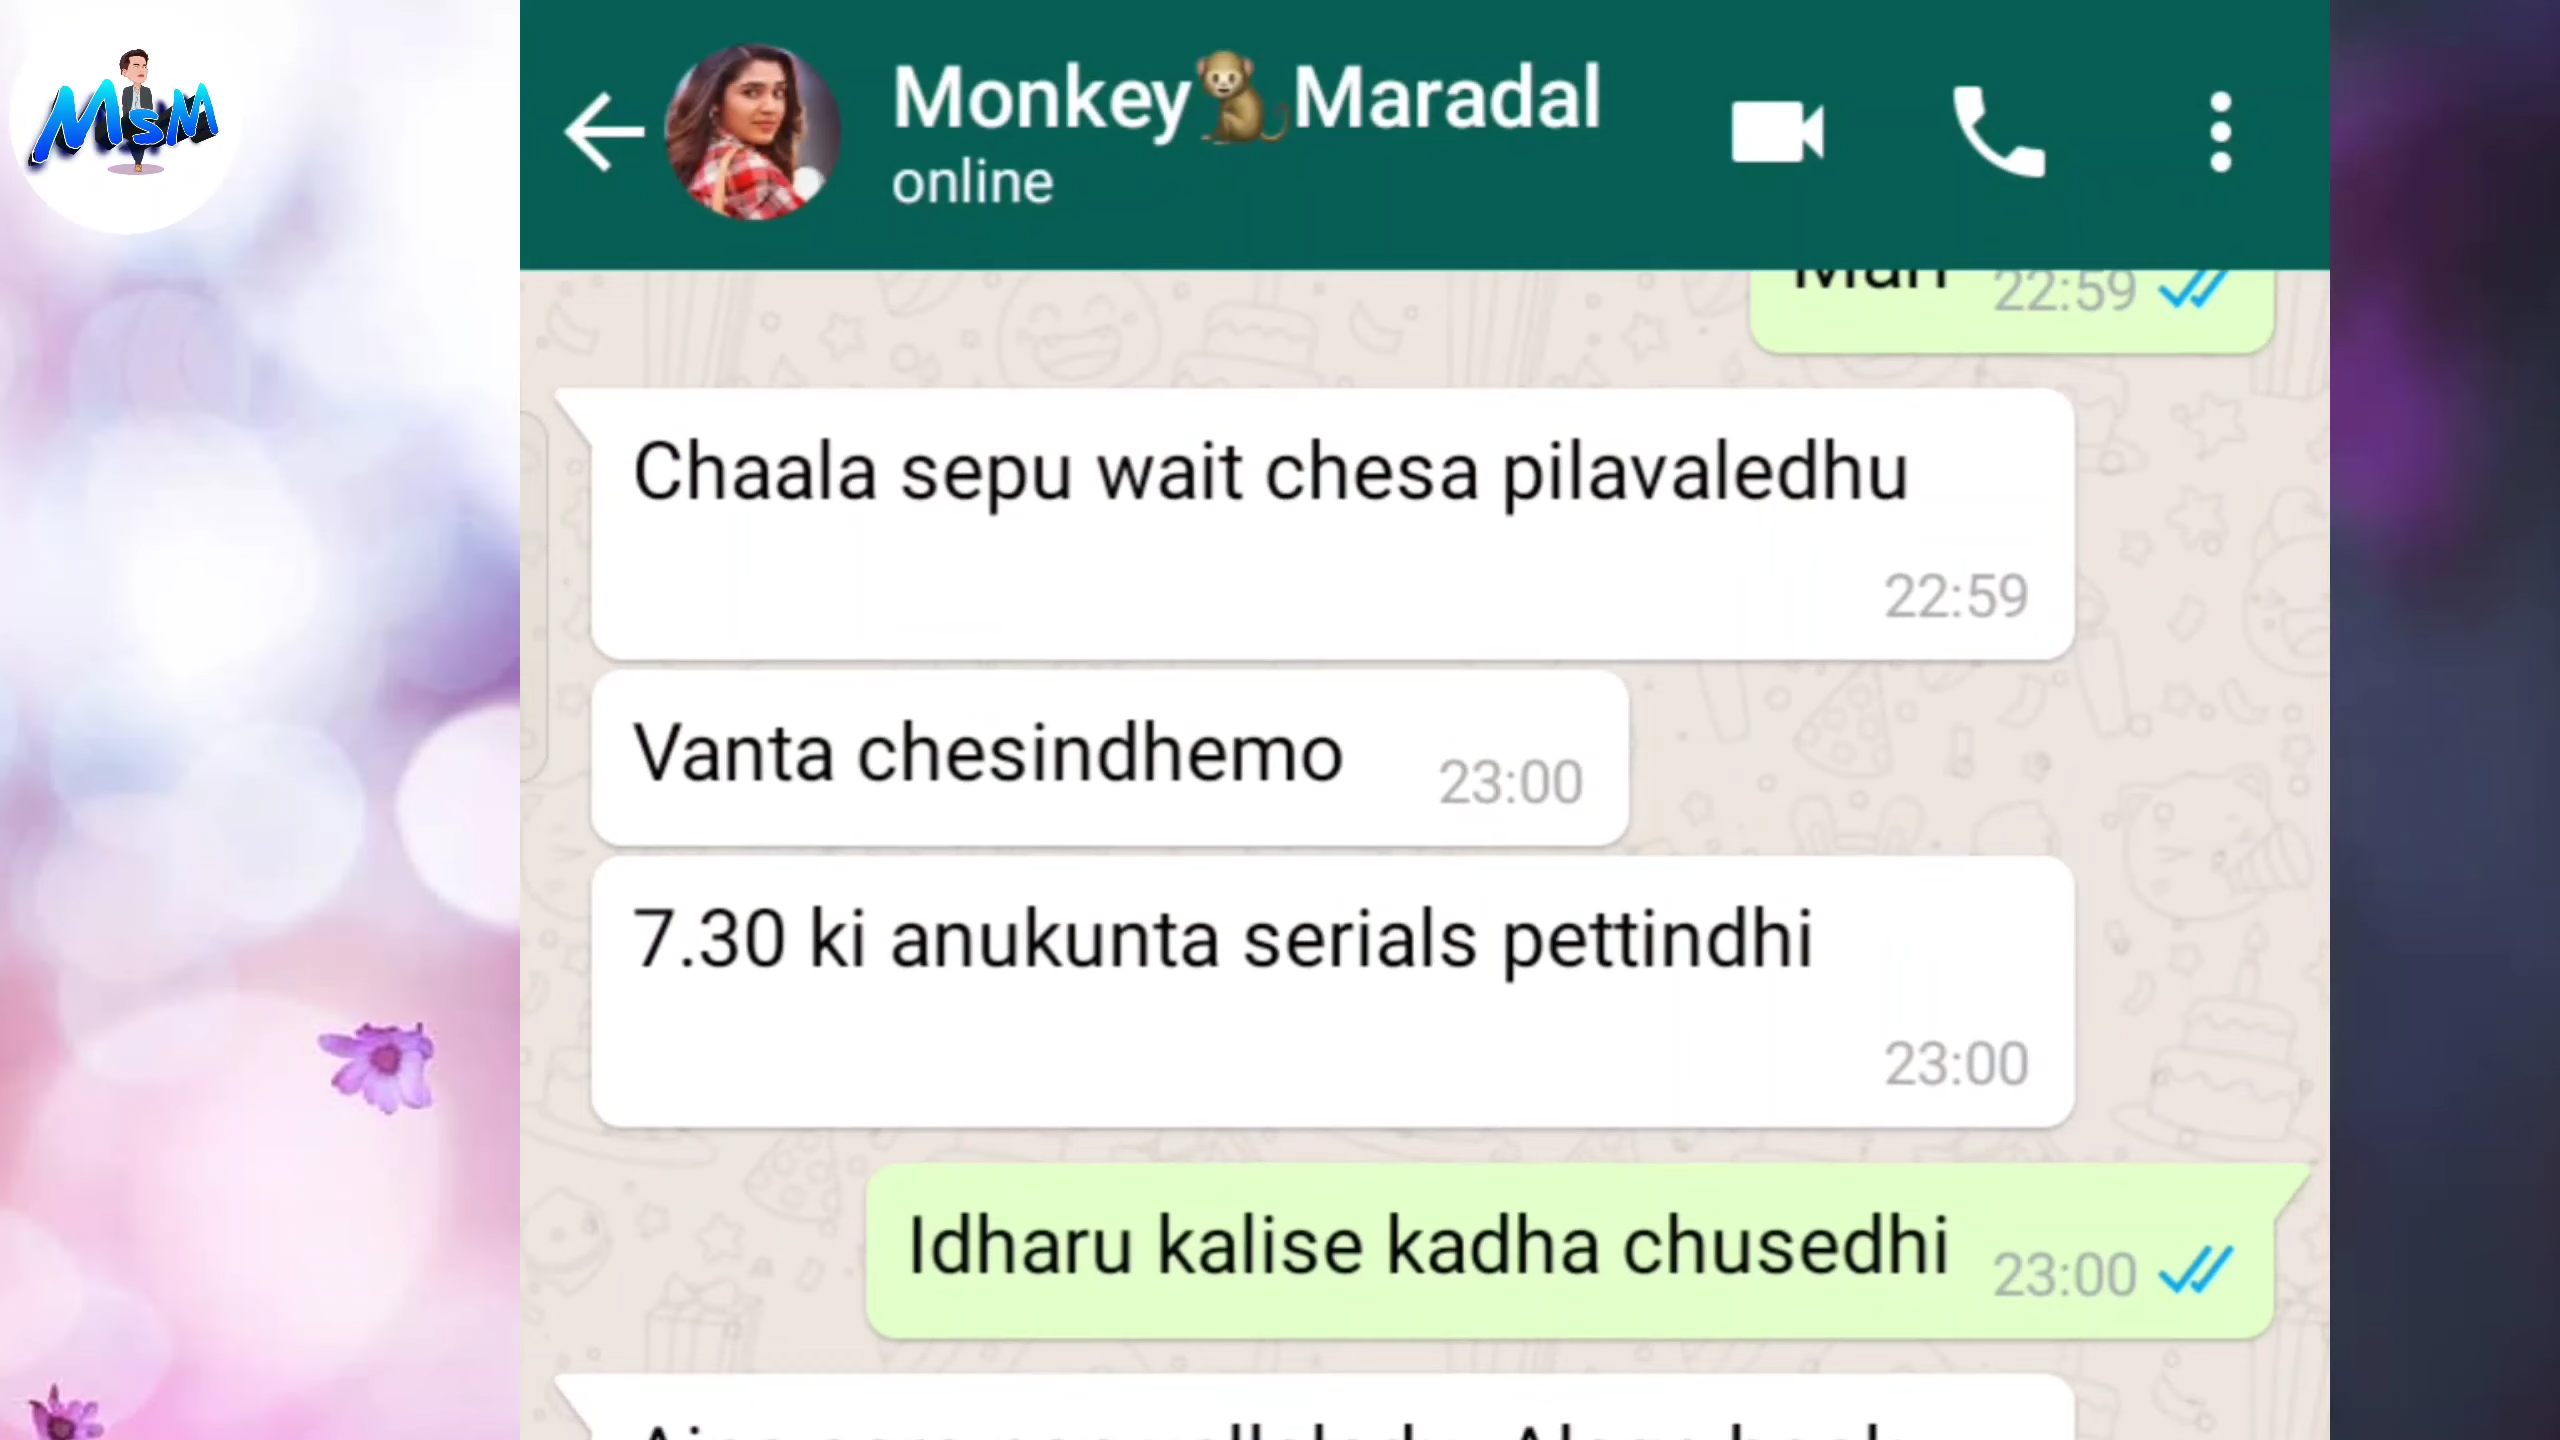 MSM
Monkey🐒Maradal
online
22:59
Chaala sepu wait chesa pilavaledhu
22:59
Vanta chesindhemo 23:00
7.30 ki anukunta serials pettindhi
23:00
Idharu kalise kadha chusedhi 23:00